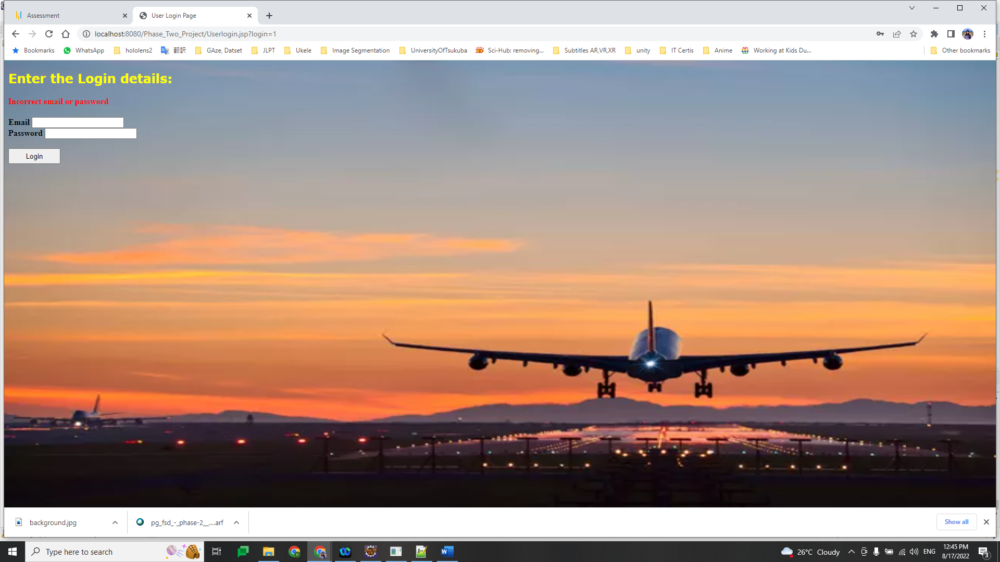 Assessment
User Login Page
localhost:8080/Phase_Two_Project/Userlogin.jsp?login=1
Bookmarks WhatsApp hololens2 翻訳 GAze, Datset JLPT Ukele Image Segmentation UniversityOfTsukuba Sci-Hub: removing... Subtitles AR,VR,XR unity IT Certis Anime Working at Kids Du... Other bookmarks
Enter the Login details:
Incorrect email or password
Email
Password
Login
background.jpg pg_fsd_-_phase-2__....arf Show all
Type here to search
26°C Cloudy
ENG
12:45 PM
8/17/2022
3